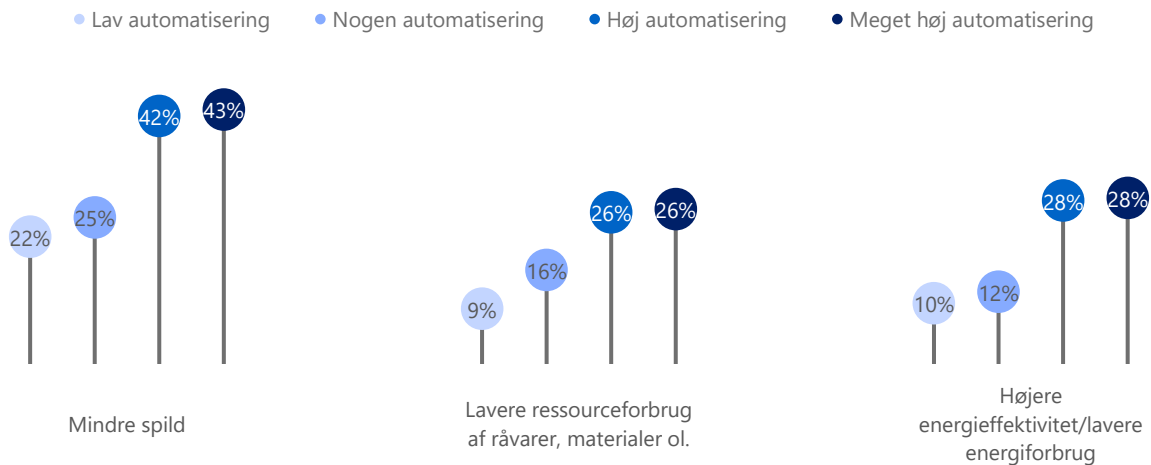 Lav automatisering
Nogen automatisering
Høj automatisering
Meget høj automatisering
22%
25%
42%
43%
Mindre spild
9%
16%
26%
26%
Lavere ressourceforbrug
af råvarer, materialer ol.
10%
12%
28%
28%
Højere
energieffektivitet/lavere
energiforbrug